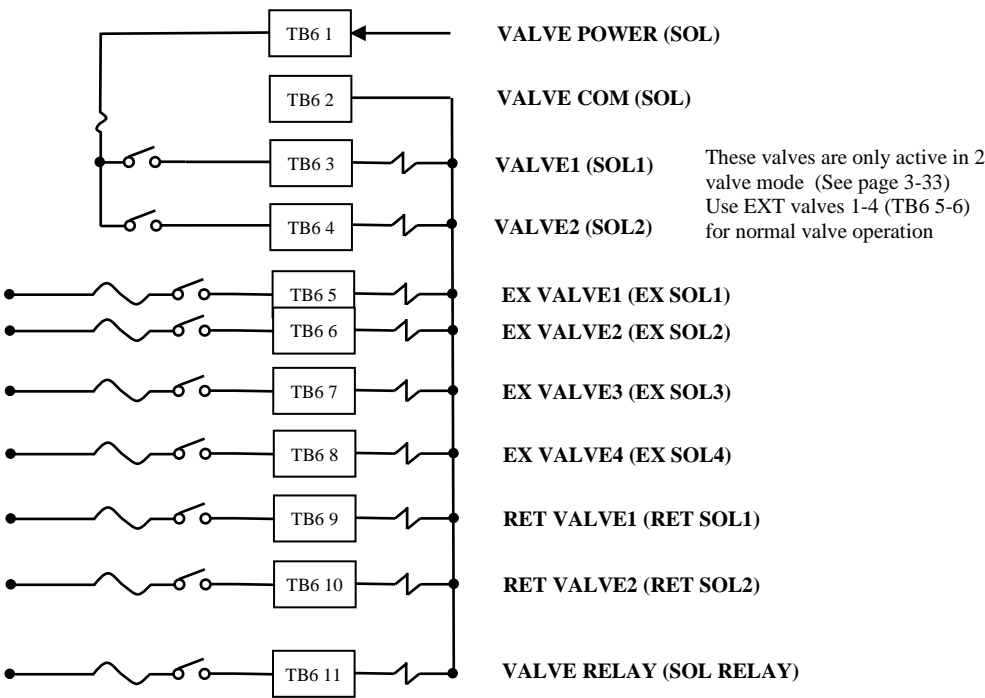 TB6 1 VALVE POWER (SOL)
TB6 2 VALVE COM (SOL)
TB6 3 VALVE1 (SOL1)
TB6 4 VALVE2 (SOL2)
These valves are only active in 2
valve mode (See page 3-33)
Use EXT valves 1-4 (TB6 5-6)
for normal valve operation
TB6 5 EX VALVE1 (EX SOL1)
TB6 6 EX VALVE2 (EX SOL2)
TB6 7 EX VALVE3 (EX SOL3)
TB6 8 EX VALVE4 (EX SOL4)
TB6 9 RET VALVE1 (RET SOL1)
TB6 10 RET VALVE2 (RET SOL2)
TB6 11 VALVE RELAY (SOL RELAY)